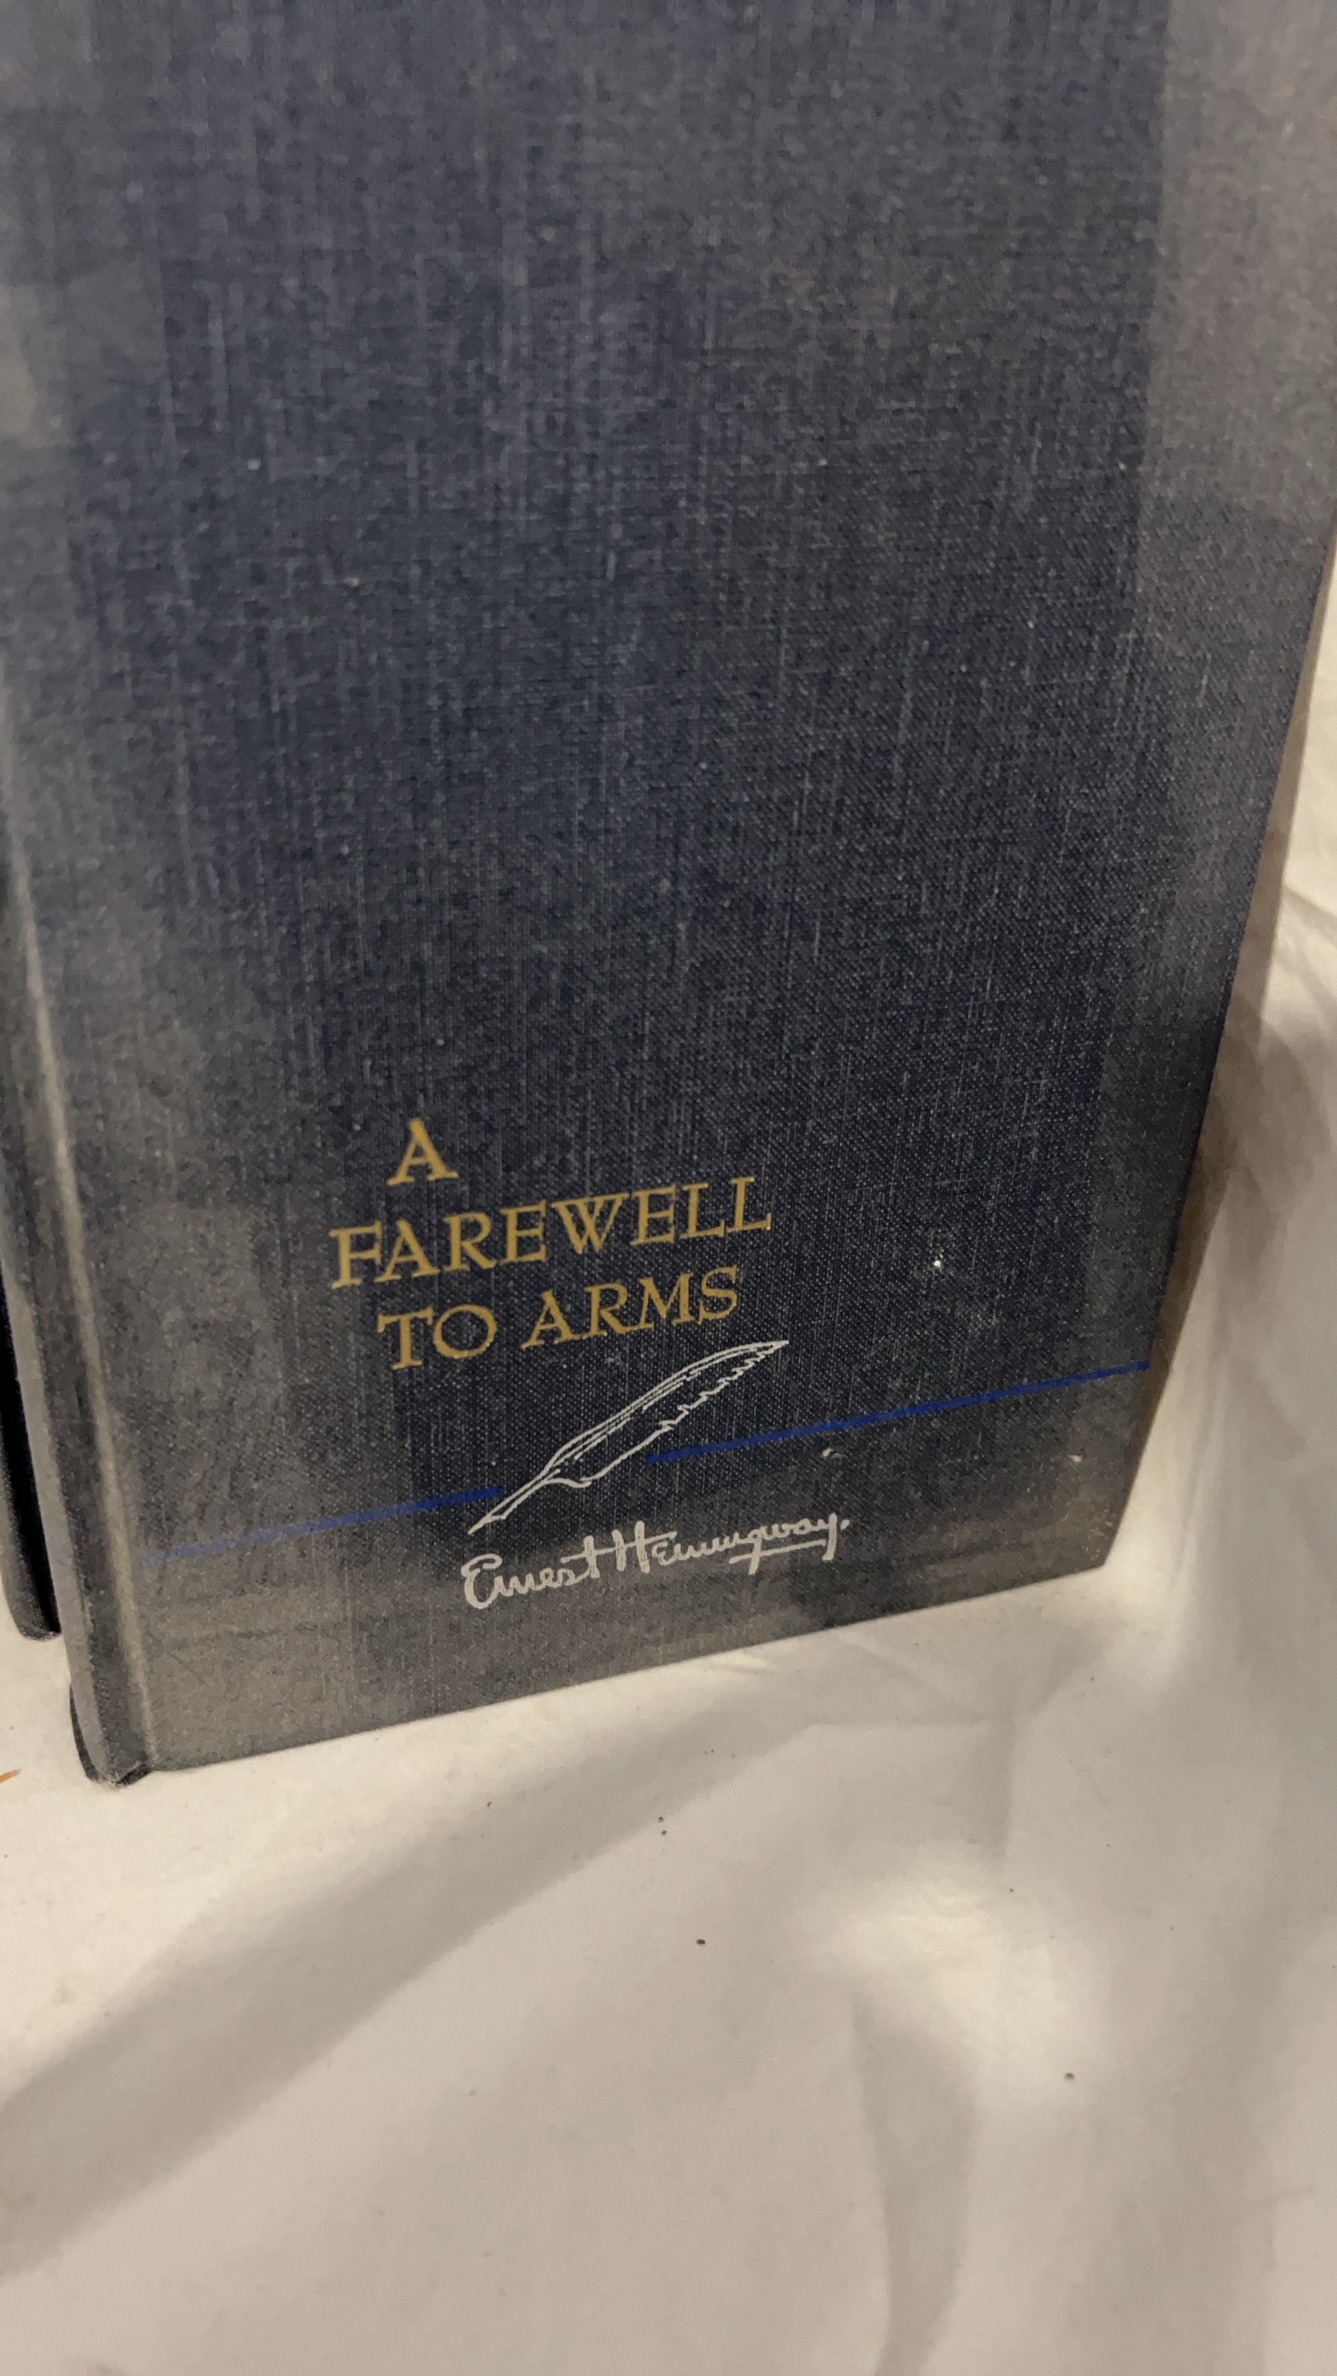 A
FAREWELL
TO ARMS
Ernest Hemingway.